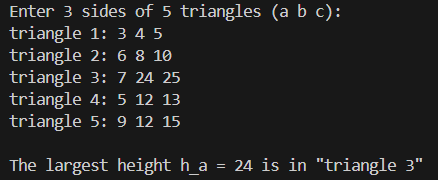 Enter 3 sides of 5 triangles (a b c):
triangle 1: 3 4 5
triangle 2: 6 8 10
triangle 3: 7 24 25
triangle 4: 5 12 13
triangle 5: 9 12 15
The largest height h_a = 24 is in "triangle 3"